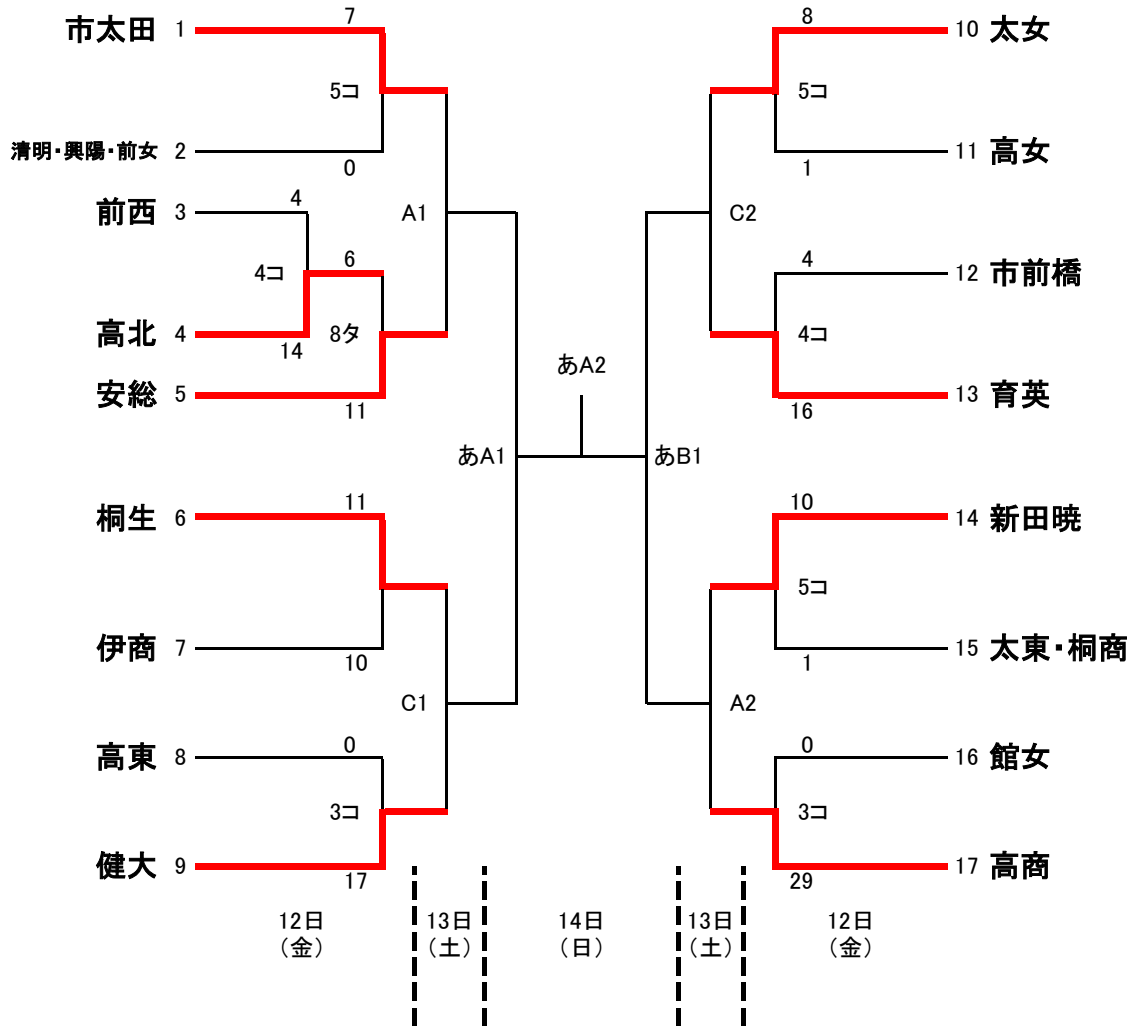 市太田 1 7
8 10 太女
5コ
5コ
清明・興陽・前女 2 0
1 11 高女
前西 3 4
A1
C2
4コ 6
4 12 市前橋
高北 4 14
8タ
4コ
あA2
安総 5 11
16 13 育英
あA1
あB1
桐生 6 11
10 14 新田暁
5コ
伊商 7 10
1 15 太東・桐商
C1
A2
高東 8 0
0 16 館女
3コ
3コ
健大 9 17
29 17 高商
12日 13日 14日 13日 12日
（金） （土） （日） （土） （金）